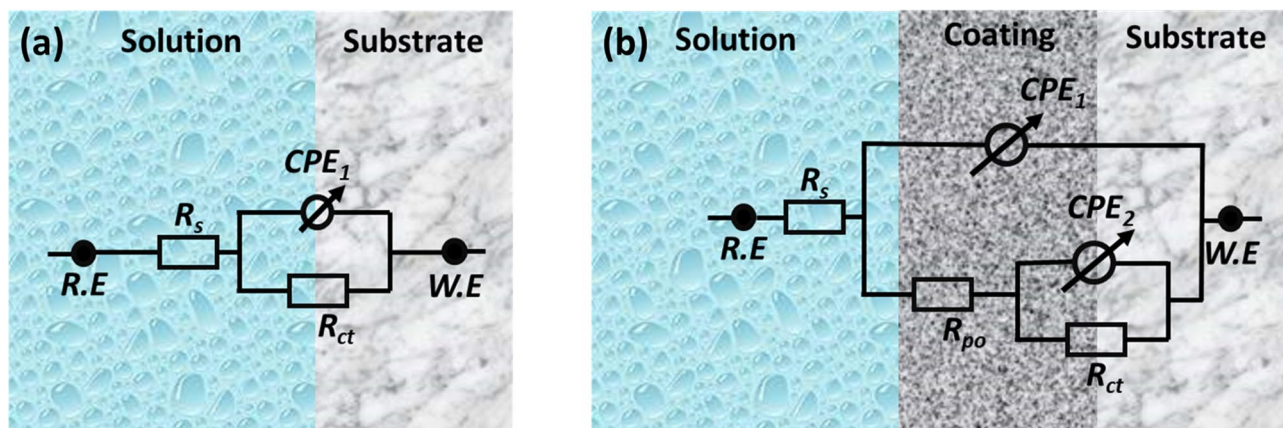 (a) Solution Substrate
CPE1
Rs
R.E
W.E
Rct
(b) Solution Coating Substrate
CPE1
Rs
CPE2
R.E
W.E
Rpo
Rct